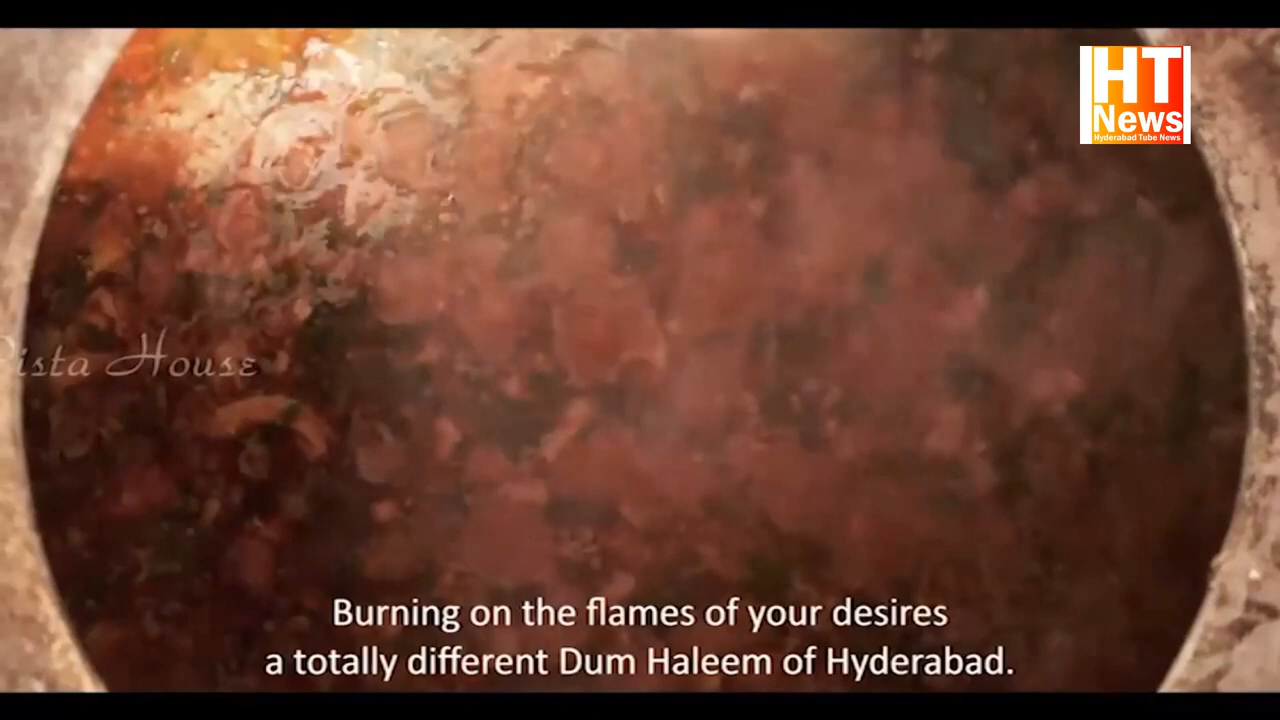 HT
News
Hyderabad Tube News
ista House
Burning on the flames of your desires
a totally different Dum Haleem of Hyderabad.